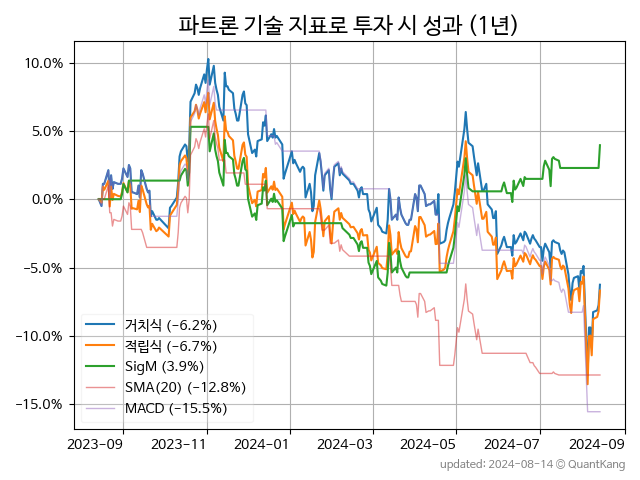 파트론 기술 지표로 투자 시 성과 (1년)
10.0%
5.0%
0.0%
−5.0%
−10.0%
−15.0%
거치식 (−6.2%)
적립식 (−6.7%)
SigM (3.9%)
SMA(20) (−12.8%)
MACD (−15.5%)
2023−09 2023−11 2024−01 2024−03 2024−05 2024−07 2024−09
updated: 2024−08−14 © QuantKang